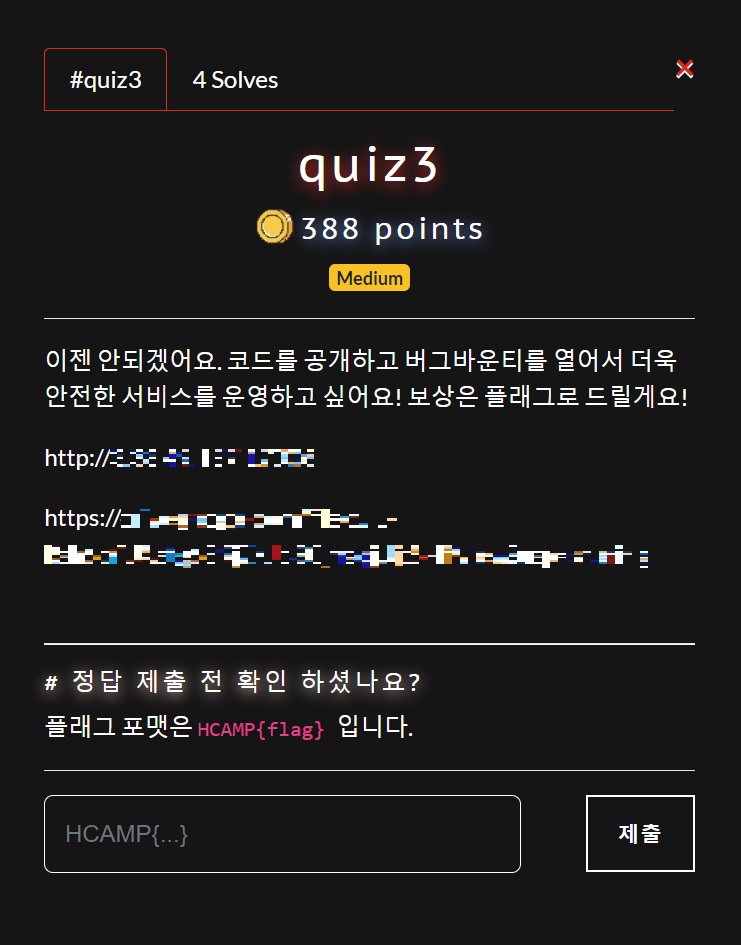 #quiz3
4 Solves
quiz3
388 points
Medium
이젠 안되겠어요. 코드를 공개하고 버그바운티를 열어서 더욱
안전한 서비스를 운영하고 싶어요! 보상은 플래그로 드릴게요!
http://
https://
# 정답 제출 전 확인 하셨나요?
플래그 포맷은 HCAMP{flag} 입니다.
HCAMP{...}
제출